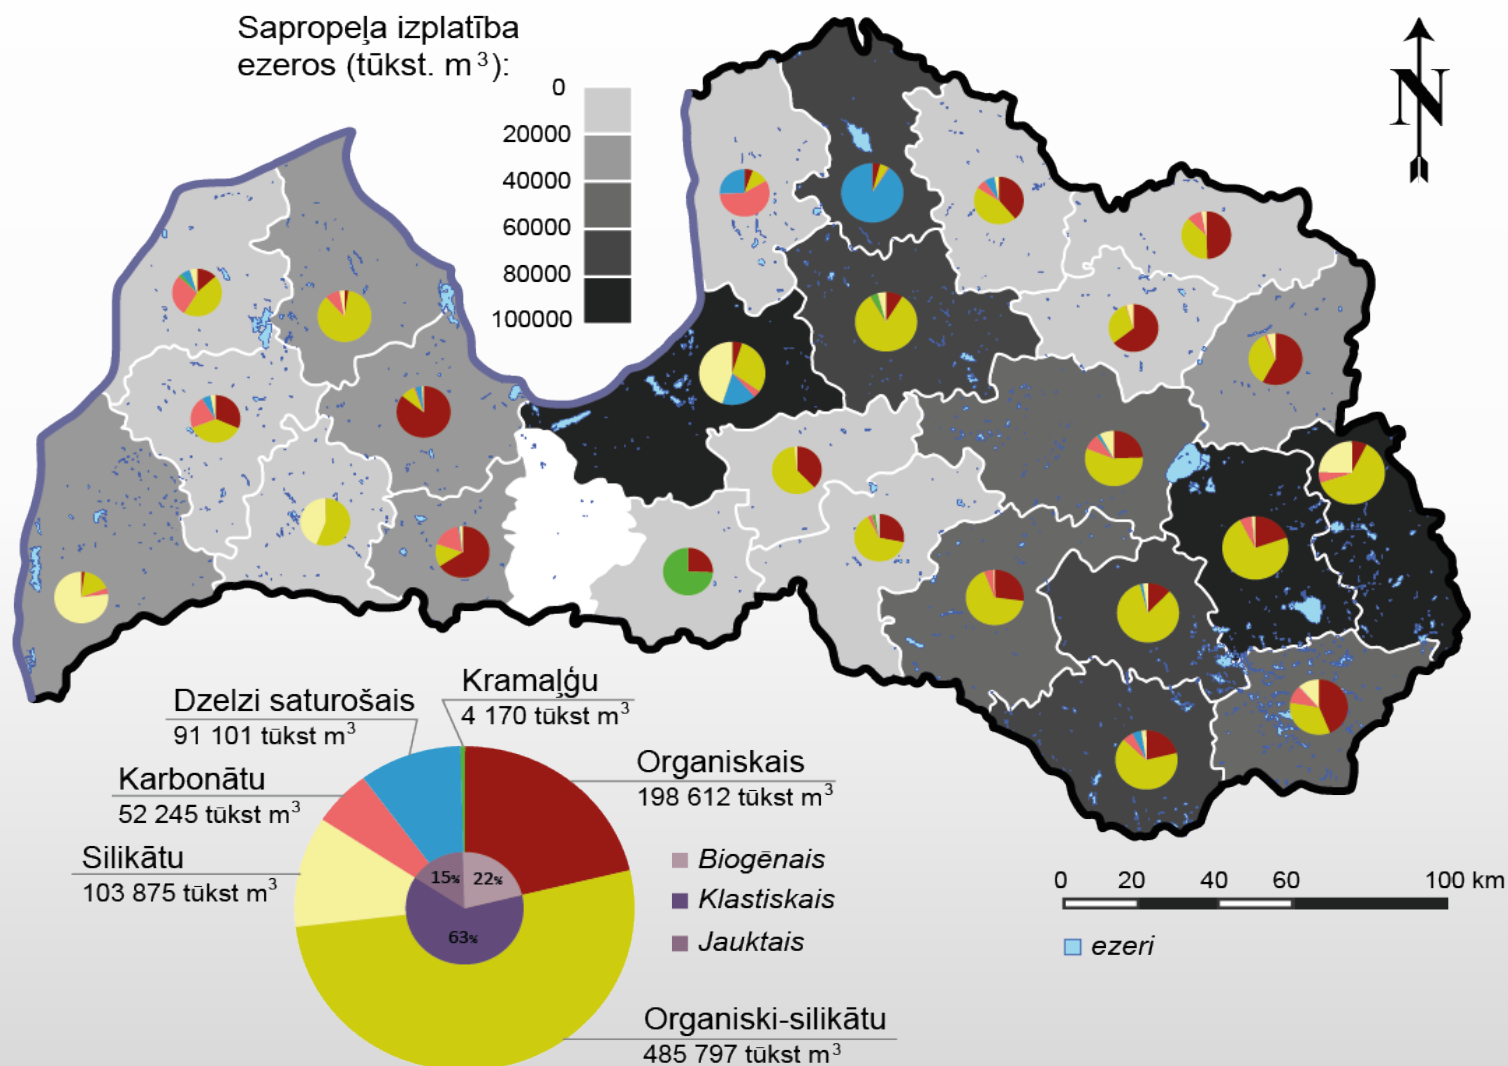 Sapropeļa izplatība
ezeros (tūkst. m³):
0
20000
40000
60000
80000
100000
N
Dzelzi saturošais
91 101 tūkst m³
Kramaļģu
4 170 tūkst m³
Karbonātu
52 245 tūkst m³
Organiskais
198 612 tūkst m³
Silikātu
103 875 tūkst m³
15%
22%
63%
Biogēnais
Klastiskais
Jauktais
Organiski-silikātu
485 797 tūkst m³
0 20 40 60 100 km
ezeri